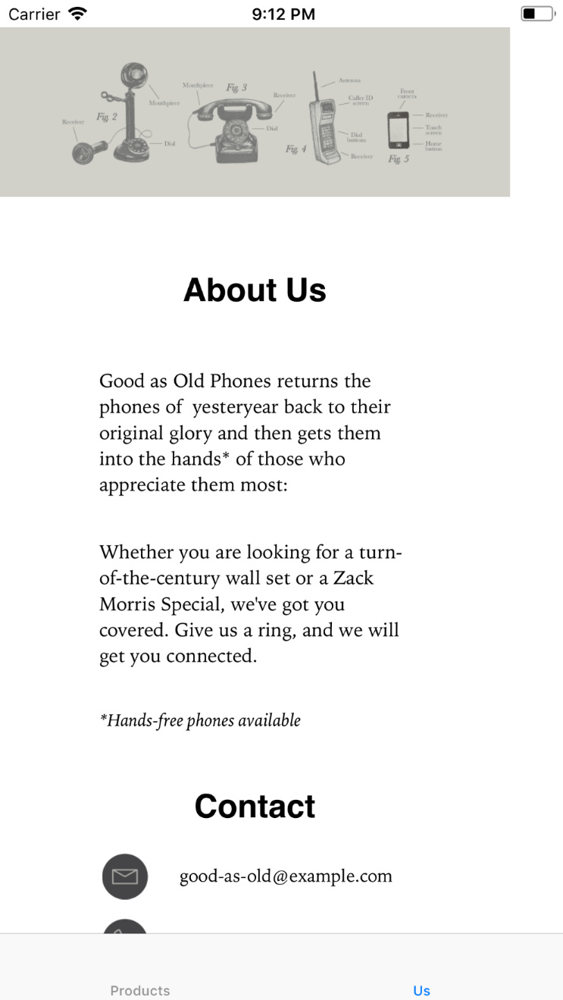 Carrier
9:12 PM
Mouthpiece
Fig. 2
Receiver
Dial
Mouthpiece
Fig. 3
Receiver
Dial
Antenna
Caller ID
screen
Fig. 4
Dial
buttons
Receiver
Front
camera
Receiver
Touch
screen
Home
button
Fig. 5
About Us
Good as Old Phones returns the
phones of  yesteryear back to their
original glory and then gets them
into the hands* of those who
appreciate them most:
Whether you are looking for a turn-
of-the-century wall set or a Zack
Morris Special, we've got you
covered. Give us a ring, and we will
get you connected.
*Hands-free phones available
Contact
good-as-old@example.com
Products
Us